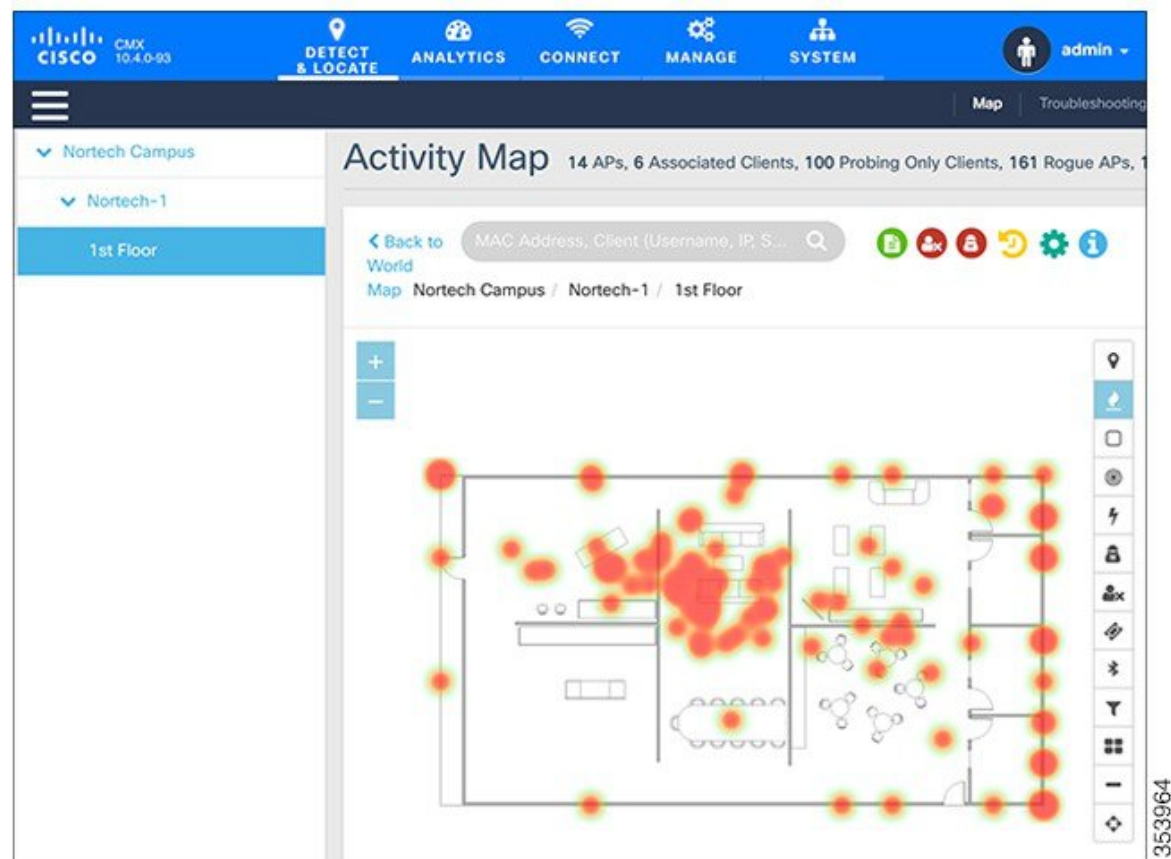 CISCO
CMX
10.4.0-93
DETECT & LOCATE
ANALYTICS
CONNECT
MANAGE
SYSTEM
admin
Map
Troubleshooting
Nortech Campus
Nortech-1
1st Floor
Activity Map
14 APs, 6 Associated Clients, 100 Probing Only Clients, 161 Rogue APs, 1
Back to
World
Map
MAC Address, Client (Username, IP, S...
Nortech Campus / Nortech-1 / 1st Floor
353964